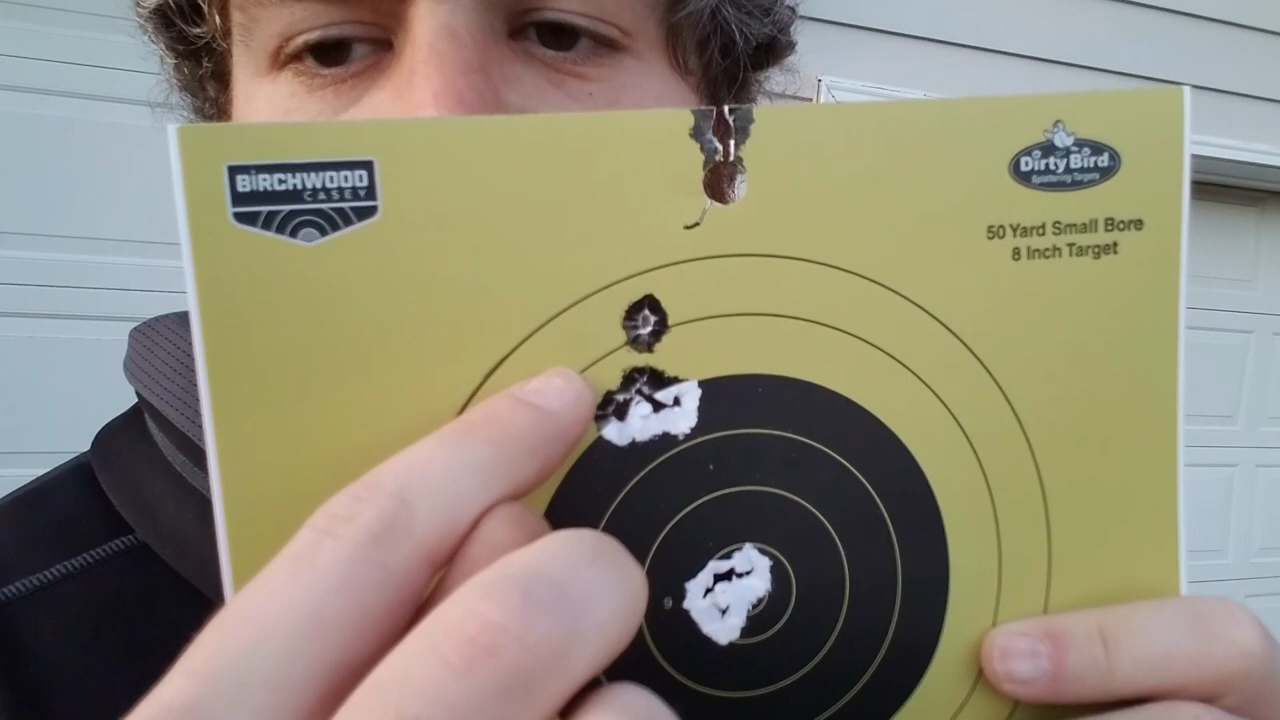 BIRCHWOOD
CASEY
Dirty Bird
Splattering Targets
50 Yard Small Bore
8 Inch Target